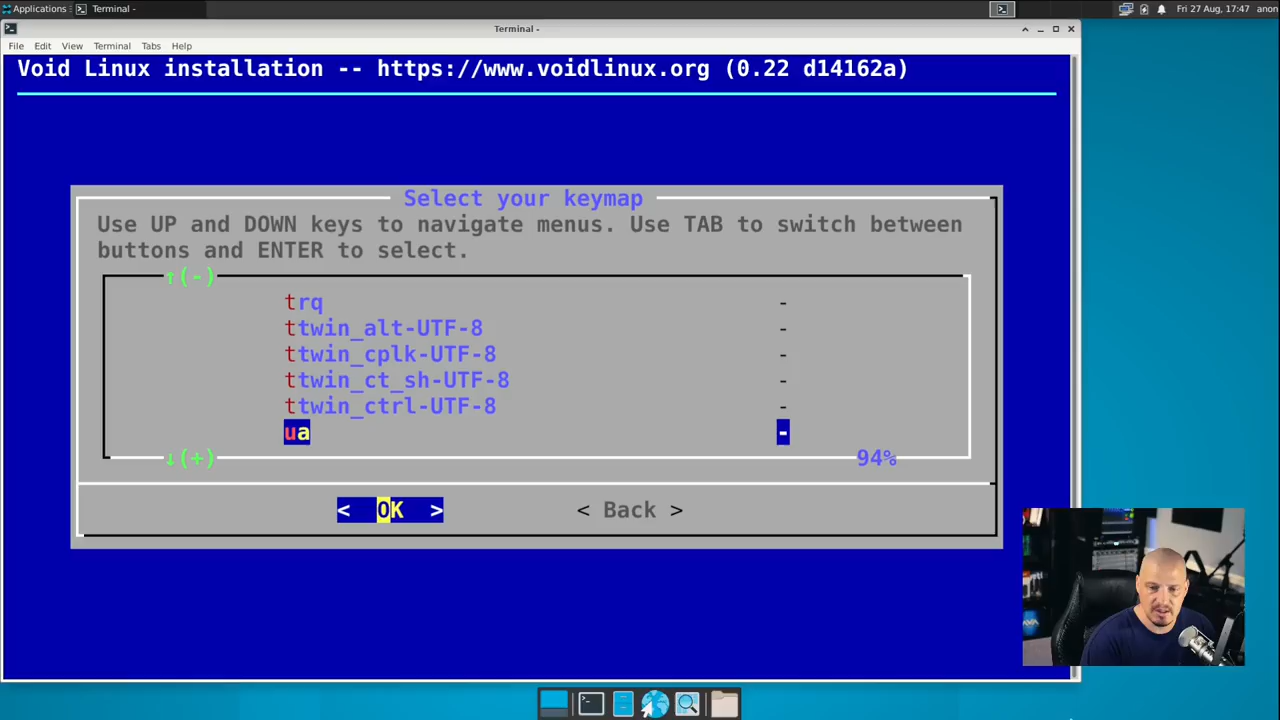 Applications
Terminal -
Fri 27 Aug, 17:47
anon
Terminal -
File Edit View Terminal Tabs Help
Void Linux installation -- https://www.voidlinux.org (0.22 d14162a)
Select your keymap
Use UP and DOWN keys to navigate menus. Use TAB to switch between
buttons and ENTER to select.
↑(-)
trq -
ttwin_alt-UTF-8 -
ttwin_cplk-UTF-8 -
ttwin_ct_sh-UTF-8 -
ttwin_ctrl-UTF-8 -
ua -
↓(+) 94%
< OK > < Back >